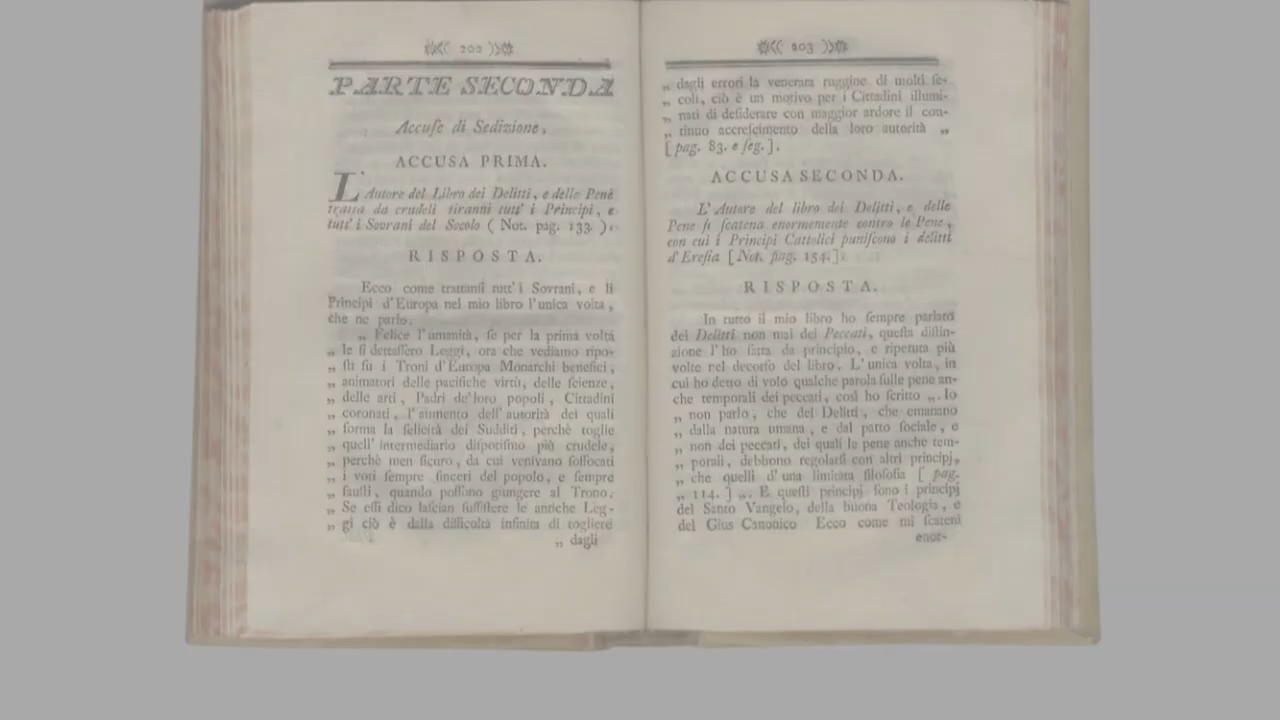 202
PARTE SECONDA
Accuſe di Sedizione.
ACCUSA PRIMA.
L'Autore del Libro dei Delitti, e delle Pene
tratta da crudeli tiranni tutt' i Principi, e
tutt' i Sovrani del Secolo ( Not. pag. 133. ).
RISPOSTA.
Ecco come trattanſi tutt' i Sovrani, e li
Principi d'Europa nel mio libro l'unica volta,
che ne parlo.
„ Felice l'umanità, ſe per la prima volta
„ le ſi dettaſſero Leggi, ora che vediamo ripo-
„ ſti ſu i Troni d'Europa Monarchi benefici,
„ animatori delle pacifiche virtù, delle ſcienze,
„ delle arti, Padri de' loro popoli, Cittadini
„ coronati, l'aumento dell' autorità dei quali
„ forma la felicità dei Sudditi, perchè toglie
„ quell' intermediario diſpotiſmo più crudele,
„ perchè men ſicuro, da cui venivano ſoffocati
„ i voti ſempre ſinceri del popolo, e ſempre
„ fauſti, quando poſſono giungere al Trono.
„ Se eſſi dico laſcian ſuſſiſtere le antiche Leg-
„ gi ciò è dalla difficoltà infinita di togliere
„ dagli
203
„ dagli errori la venerata ruggine di molti ſe-
„ coli, ciò è un motivo per i Cittadini illumi-
„ nati di deſiderare con maggior ardore il con-
„ tinuo accreſcimento della loro autorità „
[ pag. 83. e ſeg. ].
ACCUSA SECONDA.
L' Autore del libro dei Delitti, e delle
Pene ſi ſcatena enormemente contro le Pene,
con cui i Principi Cattolici puniſcono i delitti
d'Ereſia [ Not. pag. 154. ].
RISPOSTA.
In tutto il mio libro ho ſempre parlato
dei Delitti non mai dei Peccati, queſta diſtin-
zione l'ho fatta da principio, e ripetuta più
volte nel decorſo del libro. L'unica volta, in
cui ho detto di volo qualche parola ſulle pene an-
che temporali dei peccati, così ho ſcritto „. Io
„ non parlo, che dei Delitti, che emanano
„ dalla natura umana, e dal patto ſociale, e
„ non dei peccati, dei quali le pene anche tem-
„ porali, debbono regolarſi con altri principj,
„ che quelli d'una limitata filoſofia [ pag.
„ 114. ] „. E queſti principj ſono i principj
del Santo Vangelo, della buona Teologia, e
del Gius Canonico Ecco come mi ſcateni
enor-